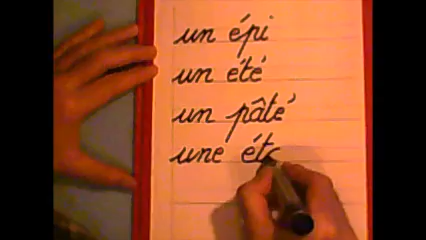 un épi
un été
un pâté
une ét